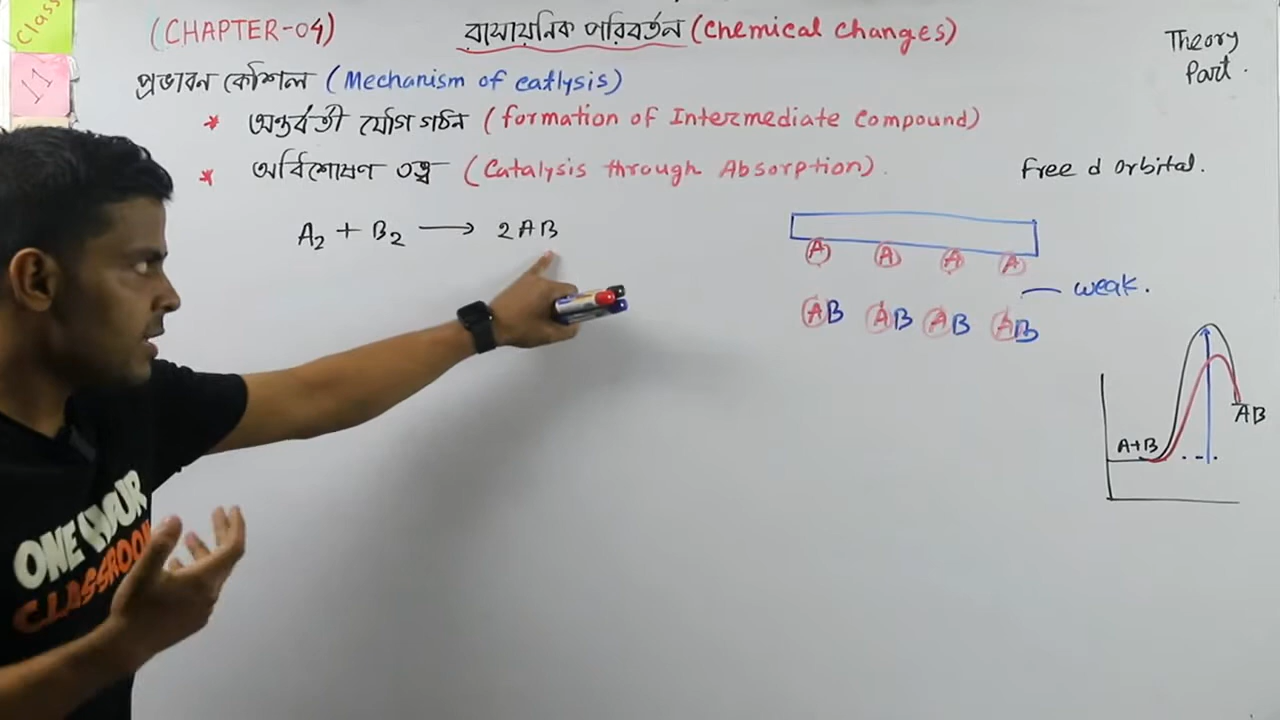 Class
11
(CHAPTER-04)
রাসায়নিক পরিবর্তন (Chemical Changes)
Theory
Part.
প্রভাবন কৌশল (Mechanism of catlysis)
* অন্তর্বর্তী যৌগ গঠন (formation of Intermediate Compound)
* অধিশোষণ তত্ত্ব (Catalysis through Absorption).
Free d Orbital.
A₂ + B₂ ⟶ 2AB
A A A A
weak.
AB AB AB AB
A+B
AB
ONE HOUR
CLASSROOM